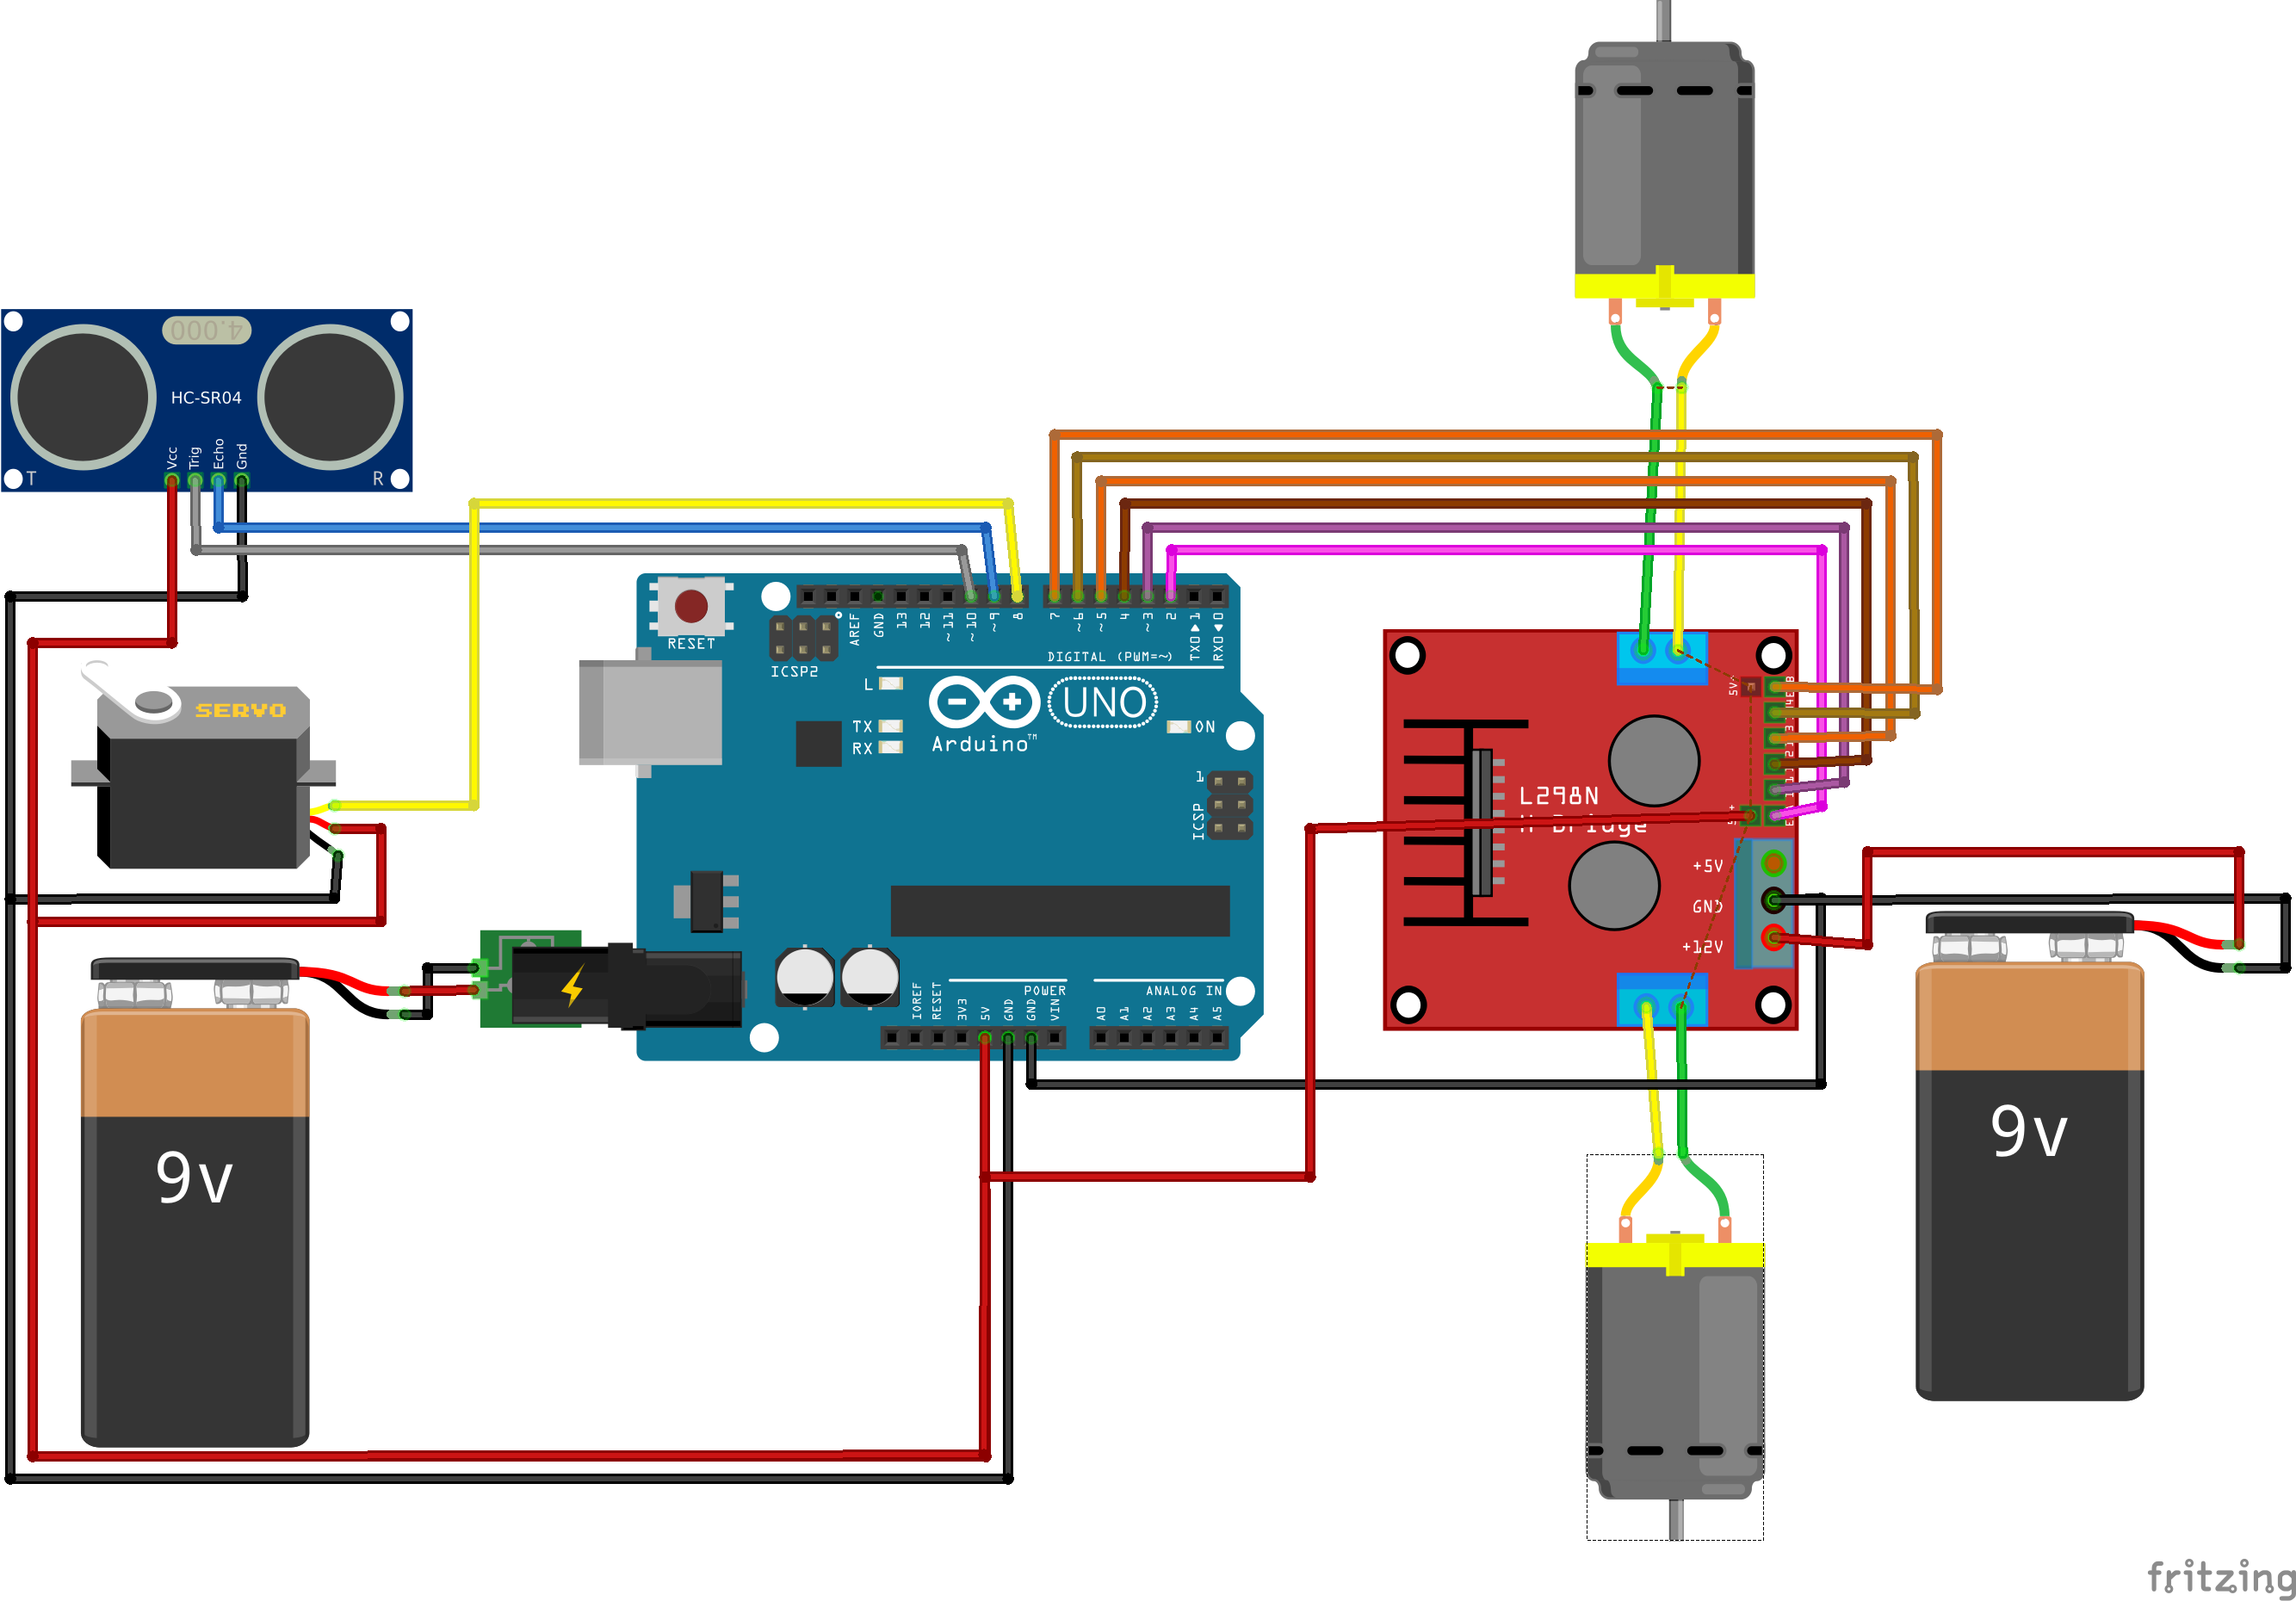 4.000
HC-SR04
Vcc
Trig
Echo
Gnd
T
R
SERVO
RESET
ICSP2
AREF
GND
13
12
~11
~10
~9
8
7
~6
~5
4
~3
2
TX0▶1
RX0◀0
DIGITAL (PWM=~)
L
TX
RX
UNO
Arduino™
ON
1
ICSP
IOREF
RESET
3V3
5V
GND
GND
VIN
POWER
A0
A1
A2
A3
A4
A5
ANALOG IN
L298N
H-Bridge
+5V
GND
+12V
9v
9v
fritzing